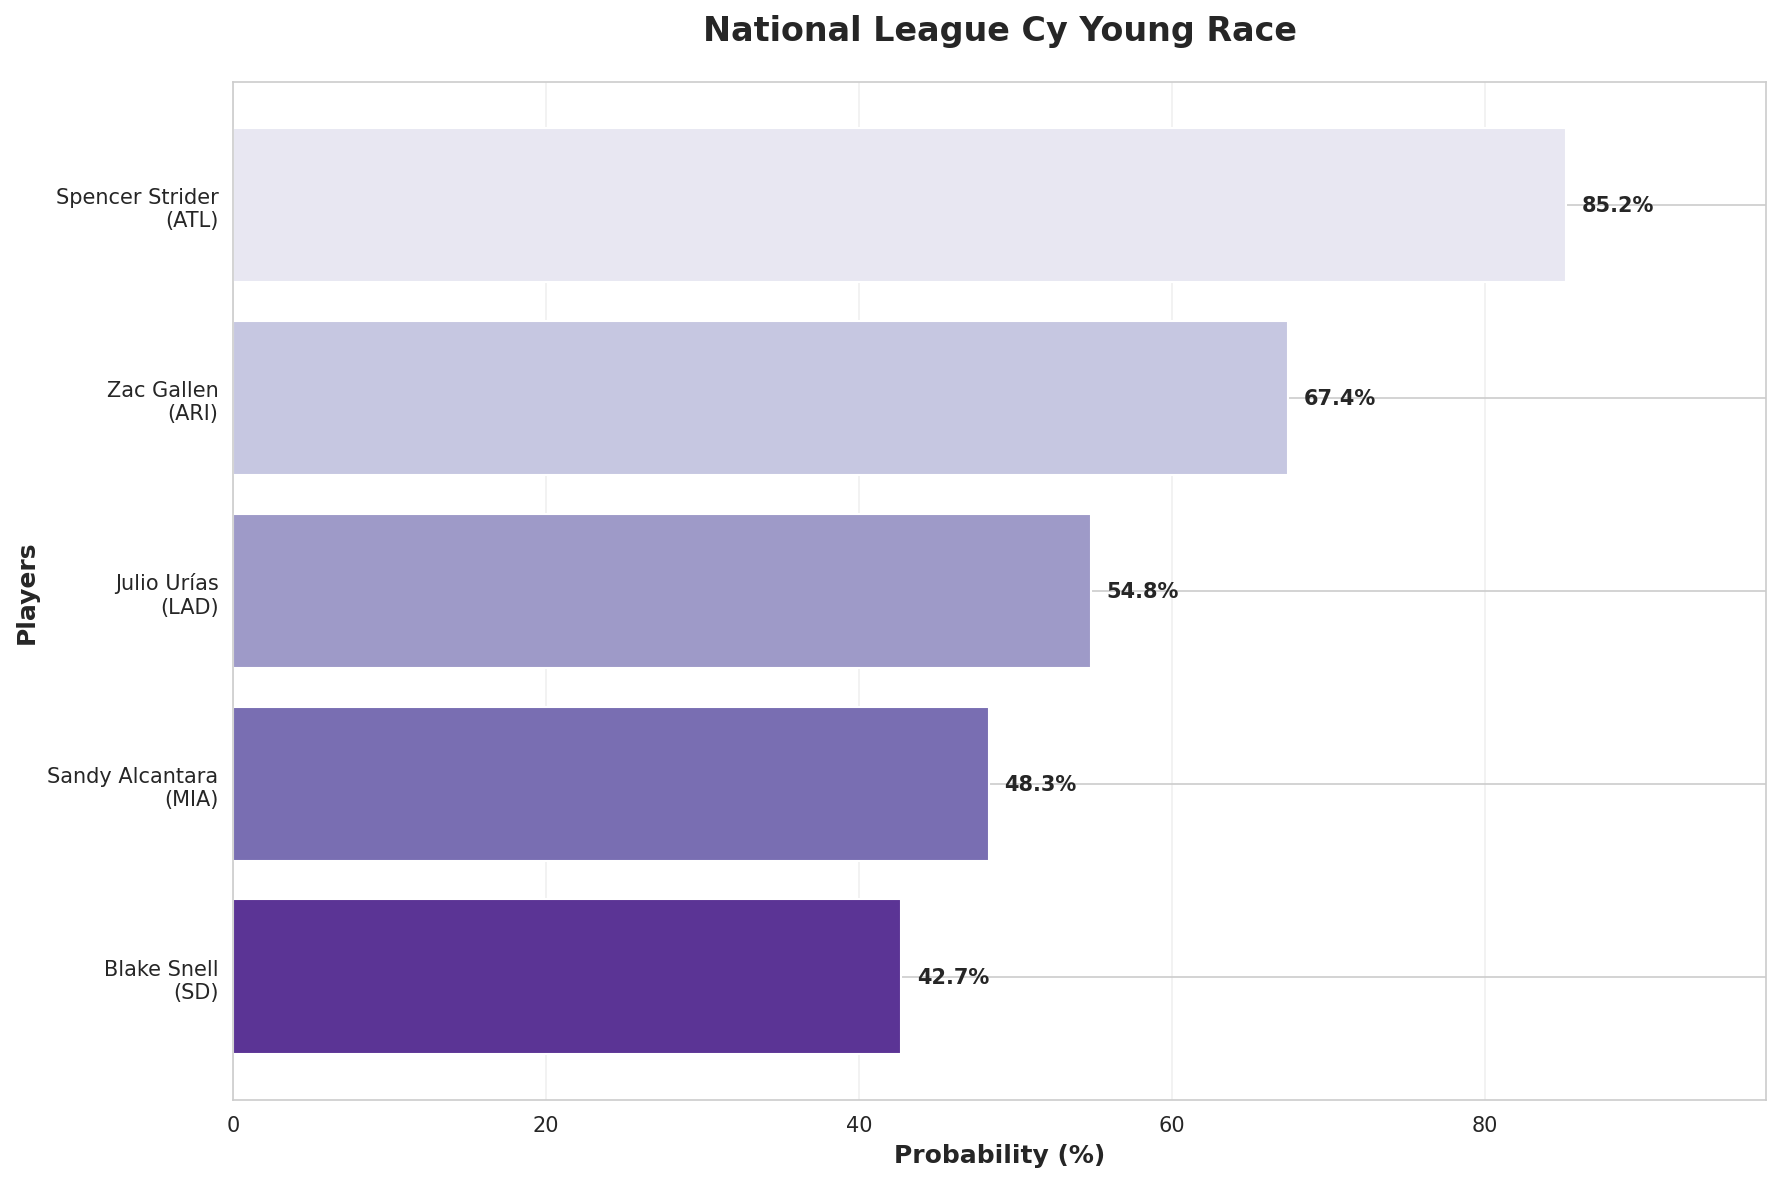 National League Cy Young Race
Spencer Strider
(ATL)
85.2%
Zac Gallen
(ARI)
67.4%
Julio Urías
(LAD)
54.8%
Sandy Alcantara
(MIA)
48.3%
Blake Snell
(SD)
42.7%
Players
0 20 40 60 80
Probability (%)